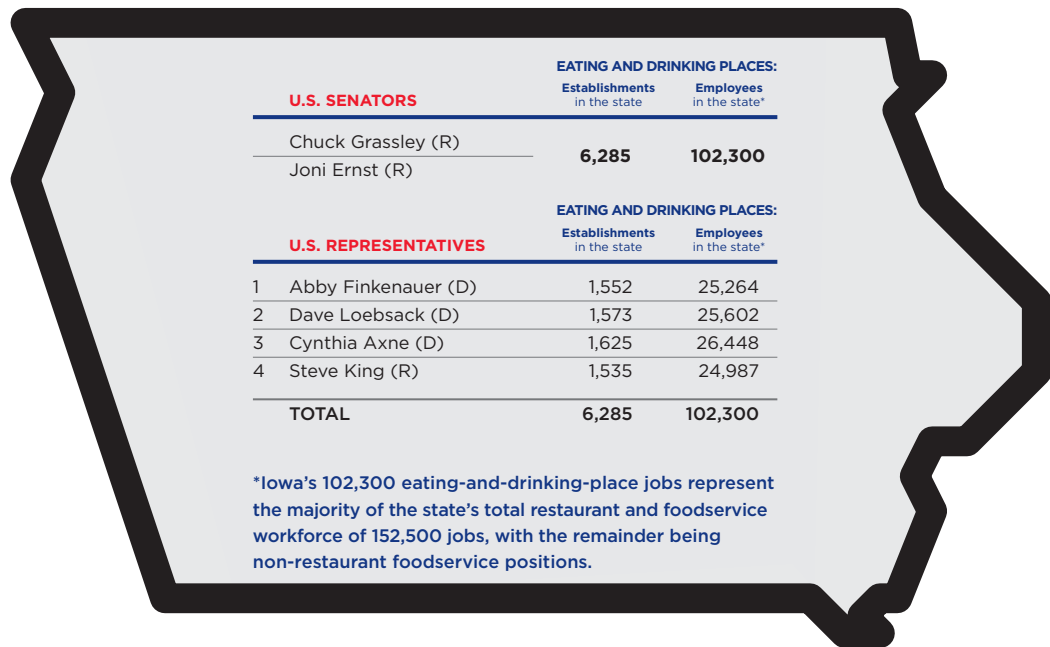 EATING AND DRINKING PLACES:
U.S. SENATORS Establishments in the state Employees in the state*
Chuck Grassley (R)
Joni Ernst (R)
6,285 102,300
EATING AND DRINKING PLACES:
U.S. REPRESENTATIVES Establishments in the state Employees in the state*
1 Abby Finkenauer (D) 1,552 25,264
2 Dave Loebsack (D) 1,573 25,602
3 Cynthia Axne (D) 1,625 26,448
4 Steve King (R) 1,535 24,987
TOTAL 6,285 102,300
*Iowa’s 102,300 eating-and-drinking-place jobs represent
the majority of the state’s total restaurant and foodservice
workforce of 152,500 jobs, with the remainder being
non-restaurant foodservice positions.